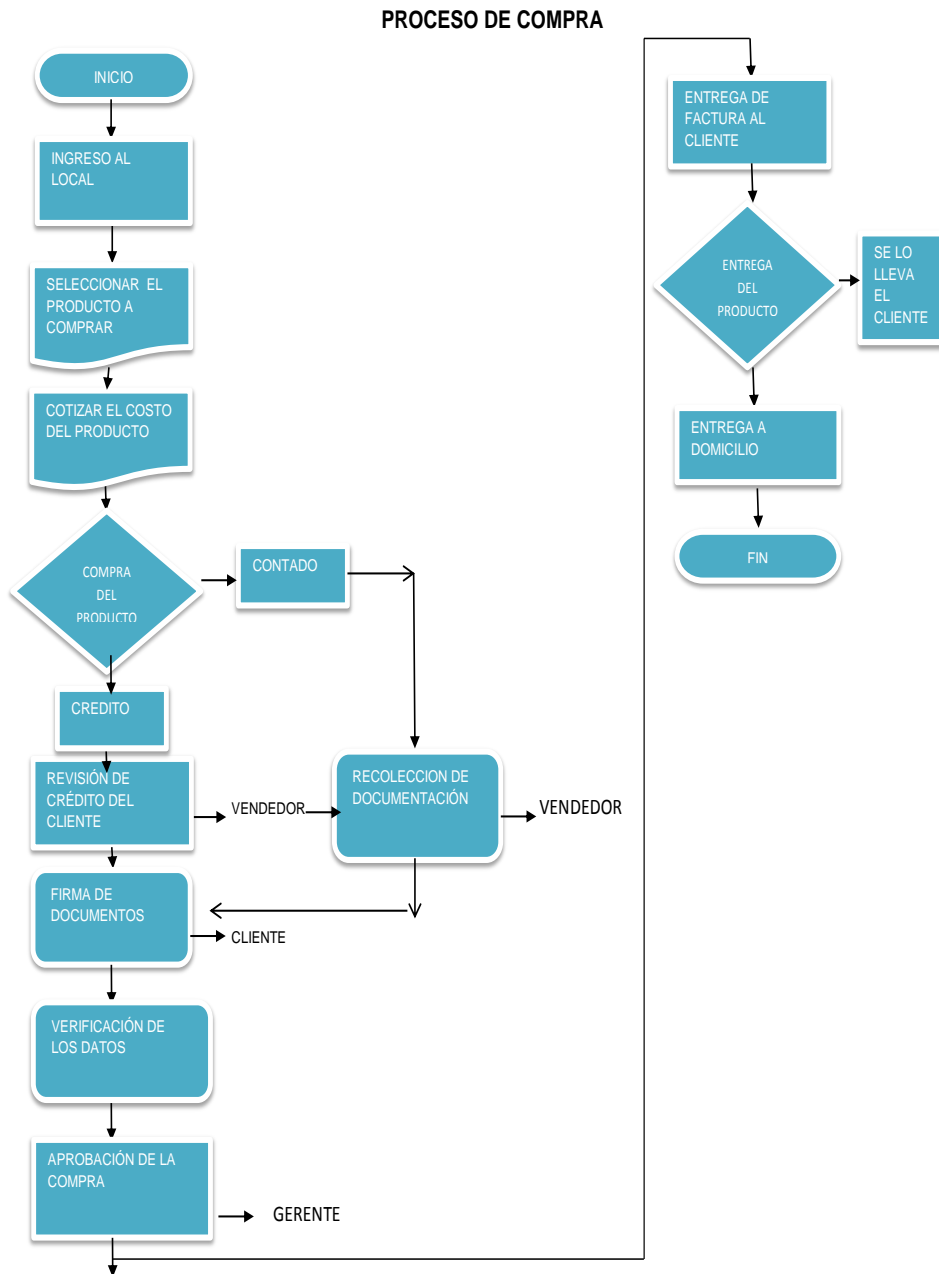 PROCESO DE COMPRA
INICIO
INGRESO AL
LOCAL
SELECCIONAR EL
PRODUCTO A
COMPRAR
COTIZAR EL COSTO
DEL PRODUCTO
COMPRA
DEL
PRODUCTO
CONTADO
CREDITO
REVISIÓN DE
CRÉDITO DEL
CLIENTE
VENDEDOR
RECOLECCION DE
DOCUMENTACIÓN
VENDEDOR
FIRMA DE
DOCUMENTOS
CLIENTE
VERIFICACIÓN DE
LOS DATOS
APROBACIÓN DE LA
COMPRA
GERENTE
ENTREGA DE
FACTURA AL
CLIENTE
ENTREGA
DEL
PRODUCTO
SE LO
LLEVA
EL
CLIENTE
ENTREGA A
DOMICILIO
FIN